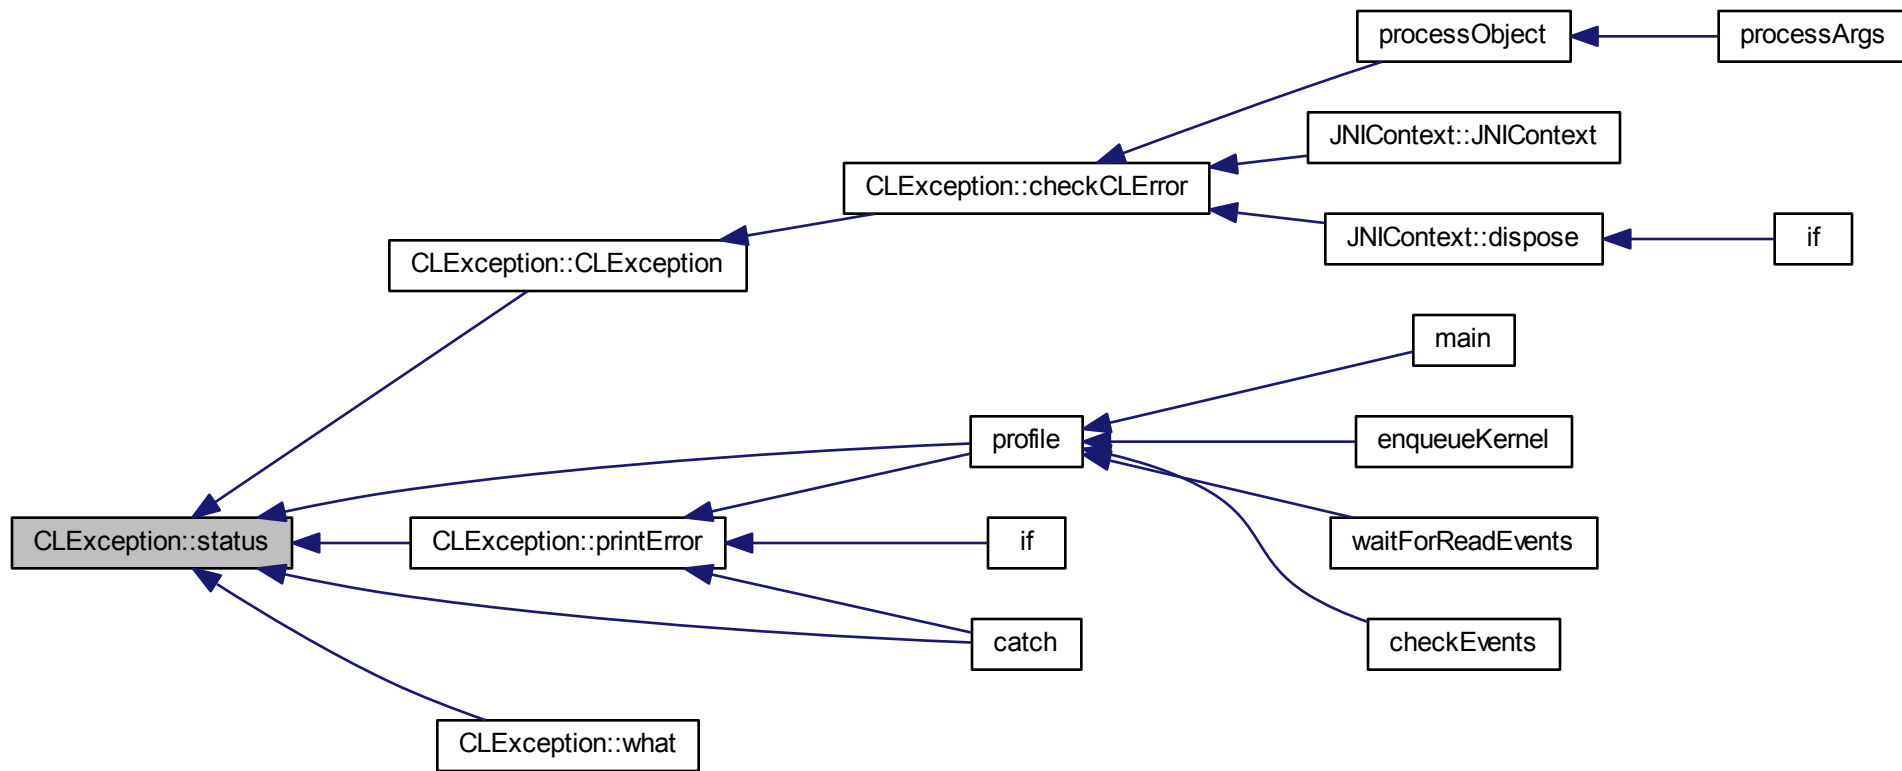 processObject
processArgs
JNIContext::JNIContext
CLException::checkCLError
JNIContext::dispose
if
CLException::CLException
main
profile
enqueueKernel
CLException::status
CLException::printError
if
waitForReadEvents
catch
checkEvents
CLException::what